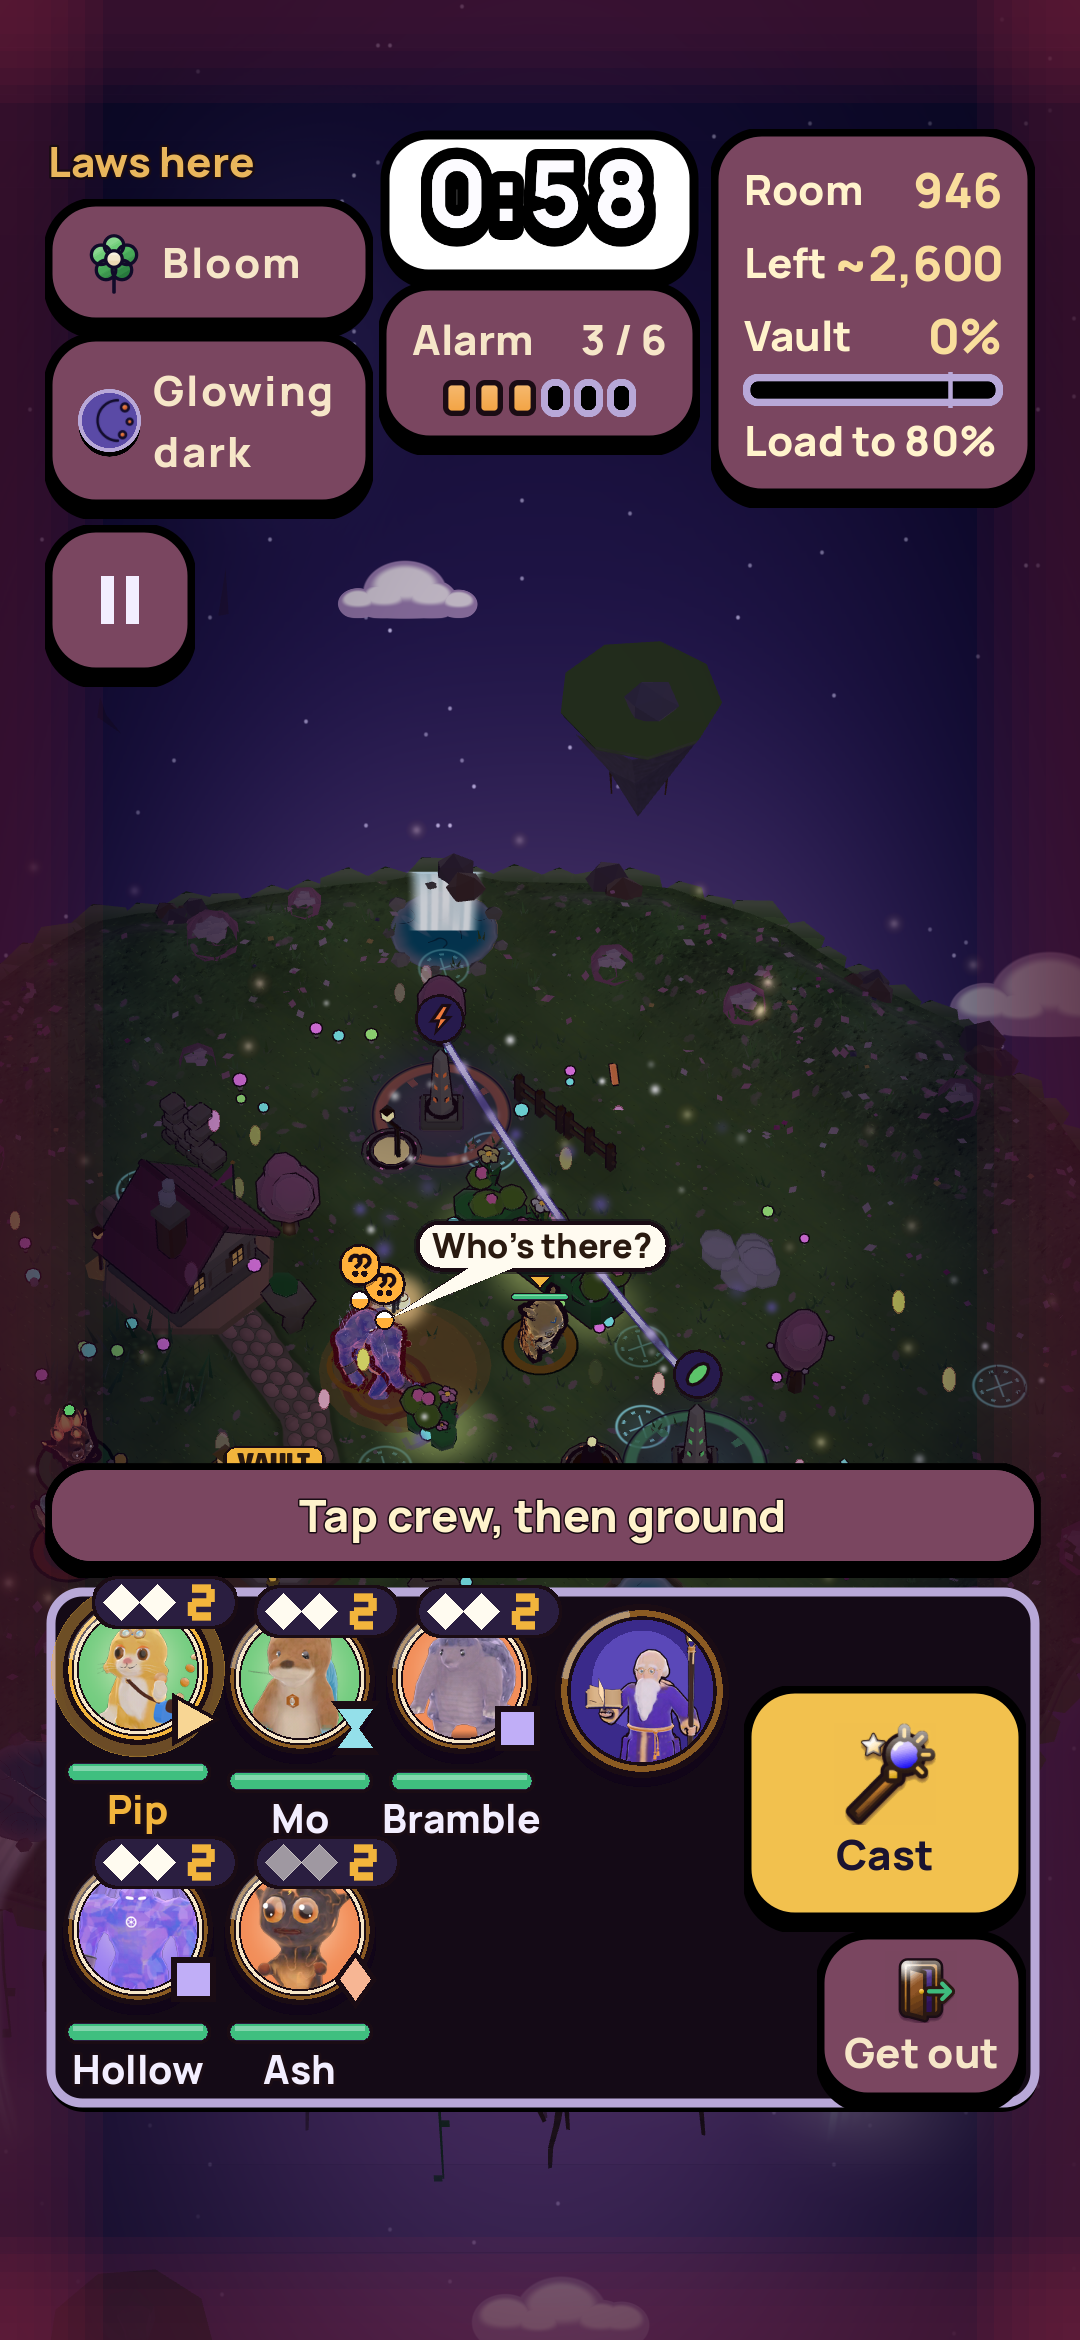 Laws here
Bloom
Glowing
dark
0:58
Alarm 3 / 6
Room 946
Left ~2,600
Vault 0%
Load to 80%
Who's there?
VAULT
Tap crew, then ground
2
2
2
Pip
Mo
Bramble
2
2
Hollow
Ash
Cast
Get out